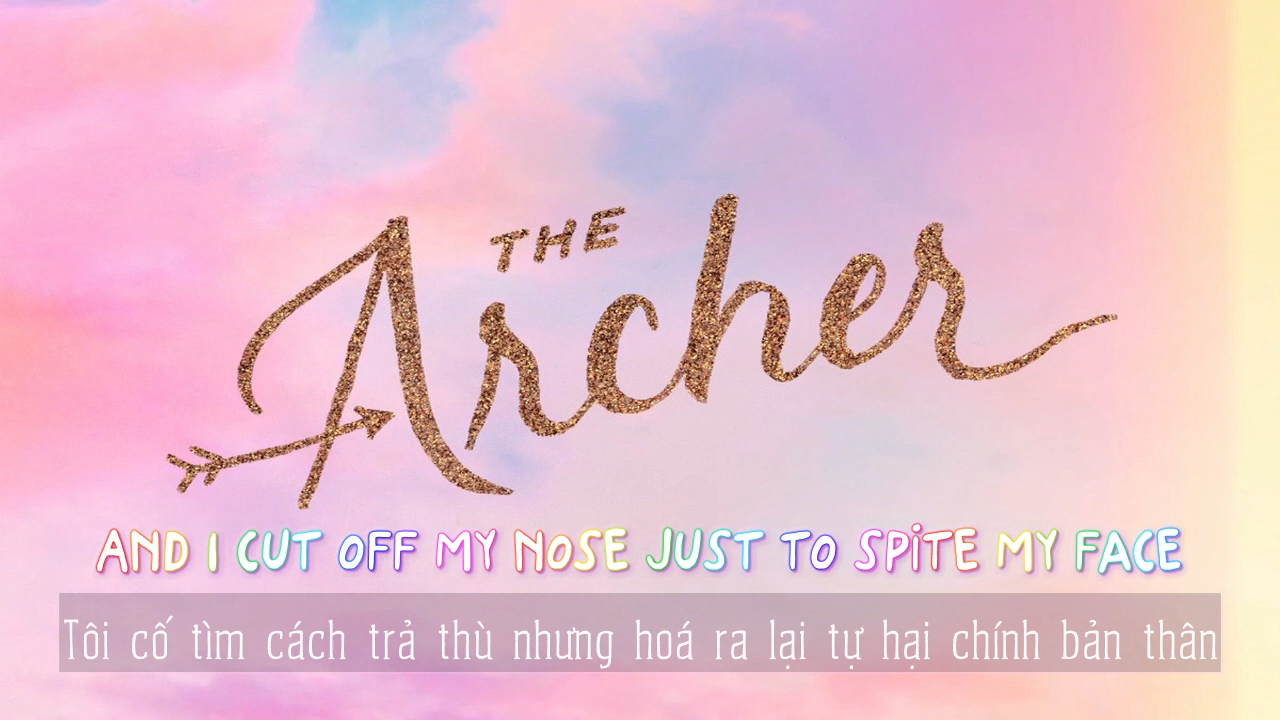 THE
Archer
AND I CUT OFF MY NOSE JUST TO SPiTE MY FACE
Tôi cố tìm cách trả thù nhưng hoá ra lại tự hại chính bản thân